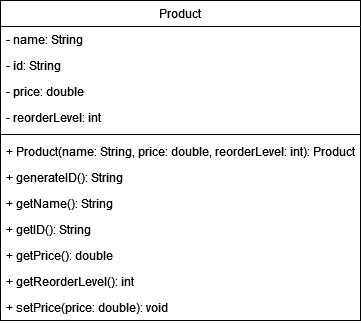 Product
- name: String
- id: String
- price: double
- reorderLevel: int
+ Product(name: String, price: double, reorderLevel: int): Product
+ generateID(): String
+ getName(): String
+ getID(): String
+ getPrice(): double
+ getReorderLevel(): int
+ setPrice(price: double): void